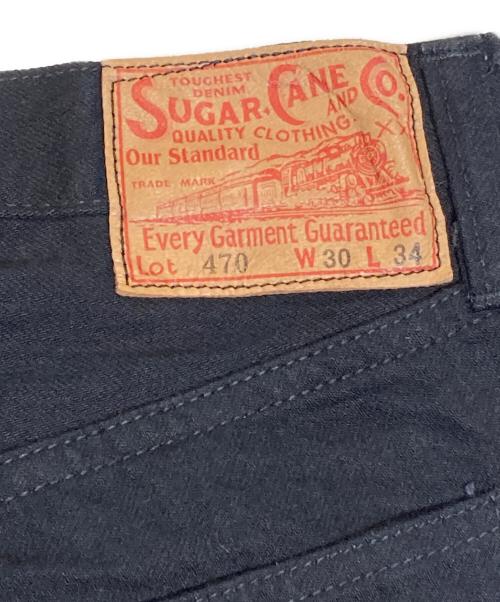 TOUGHEST
DENIM
SUGAR CANE AND CO.
QUALITY CLOTHING
Our Standard
TRADE MARK
Every Garment Guaranteed
Lot 470 W 30 L 34